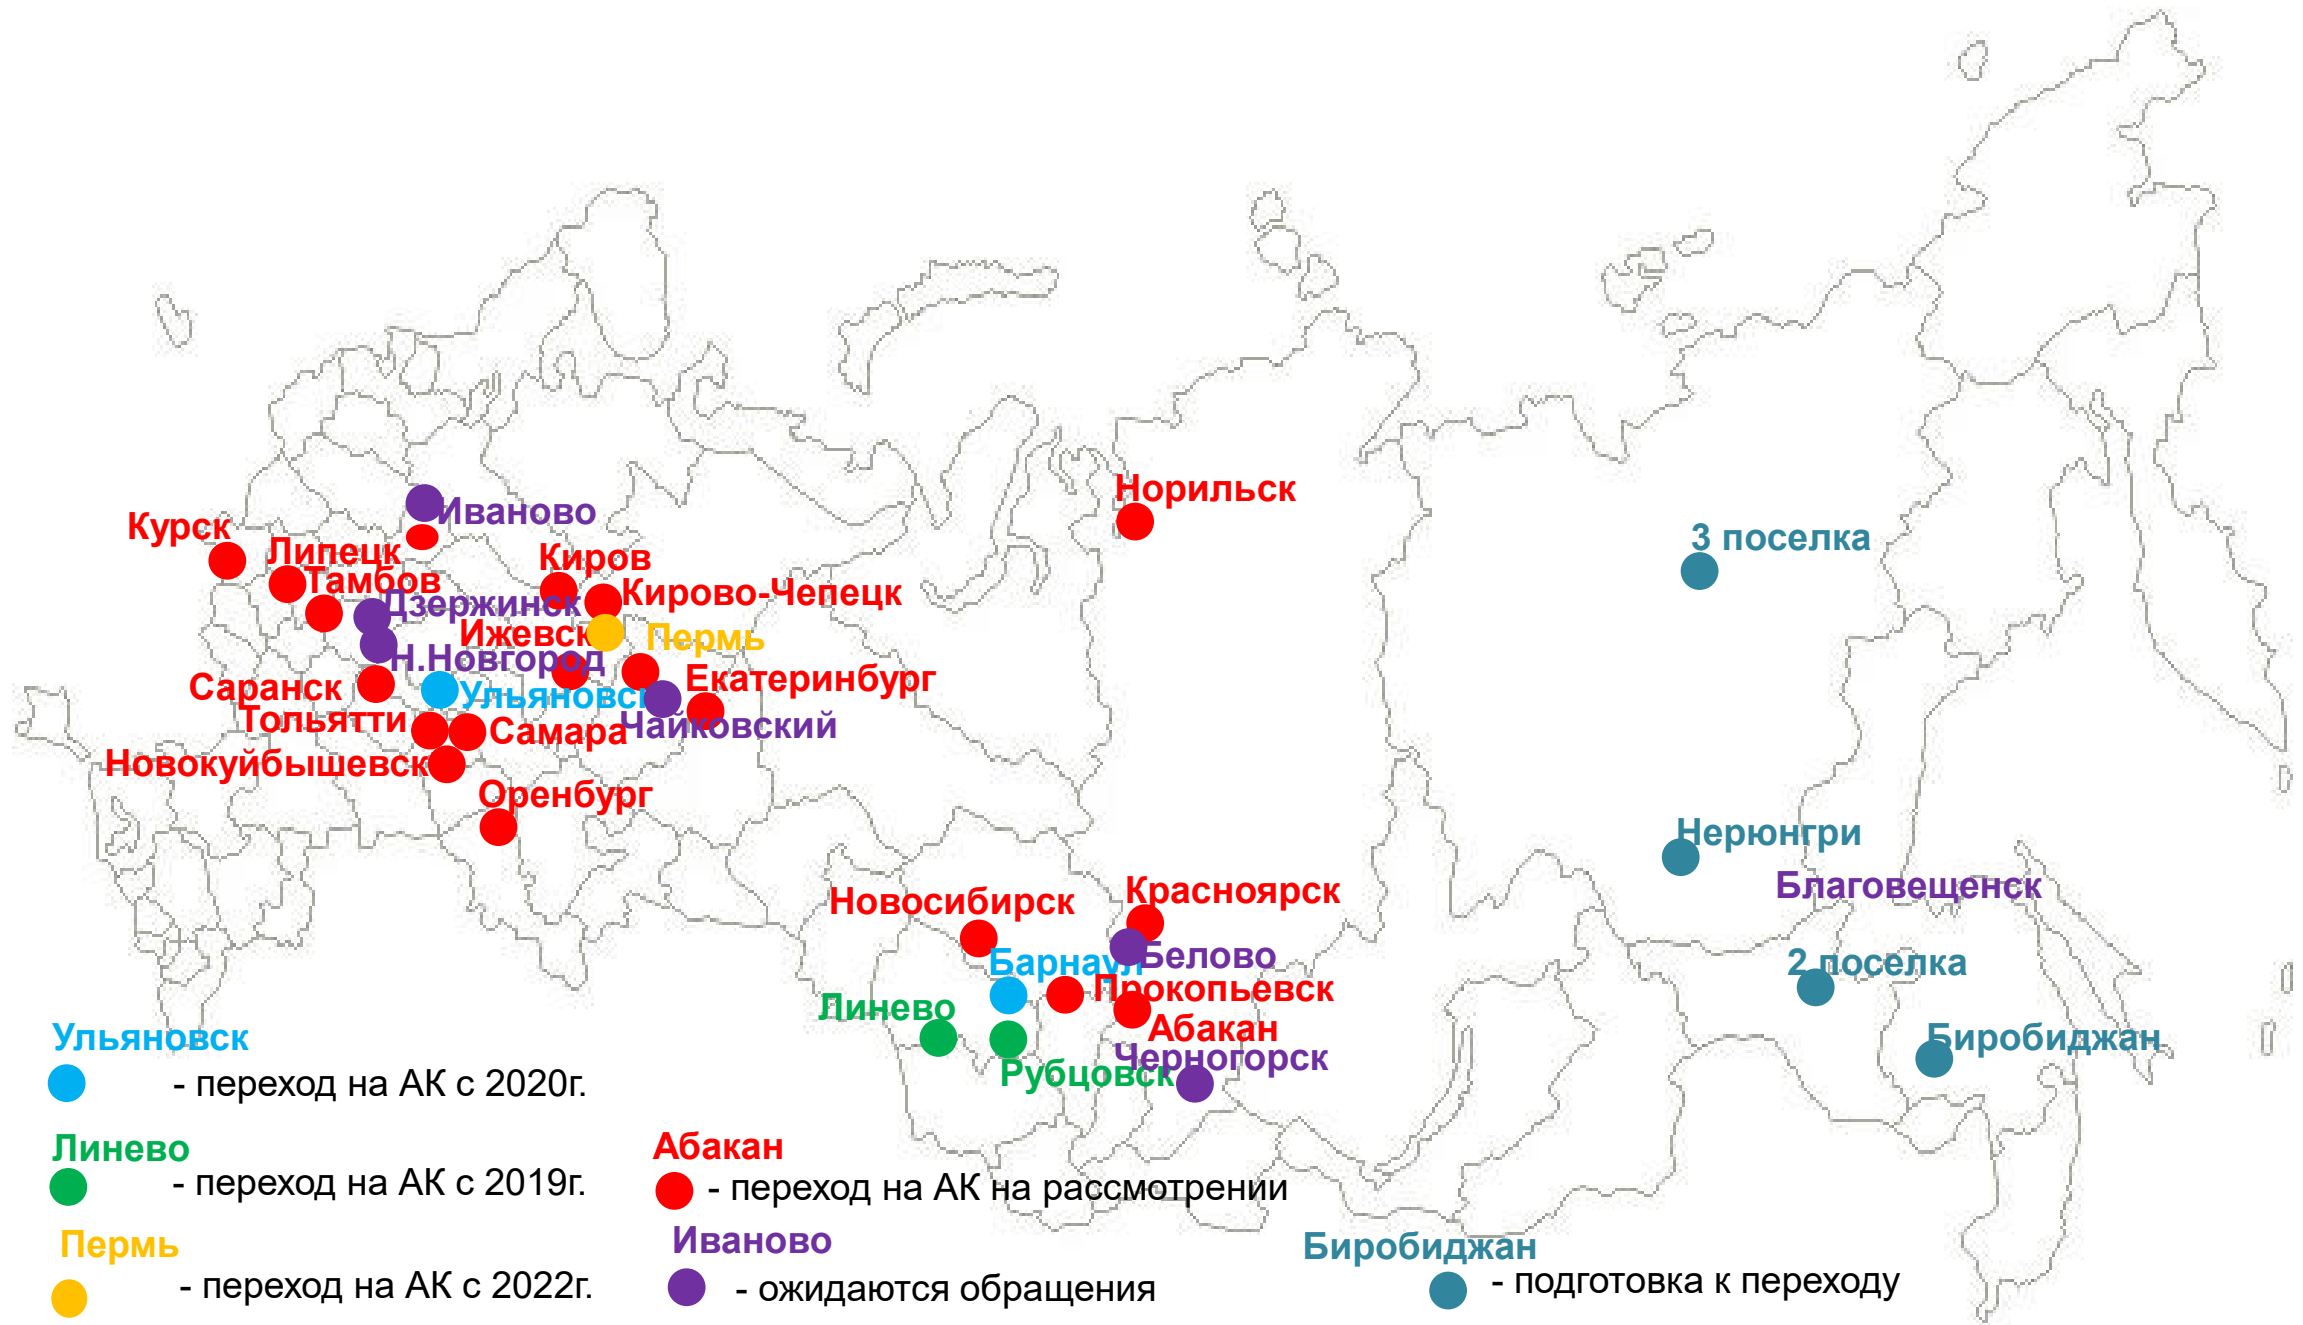 Норильск
Иваново
Курск
3 поселка
Липецк
Киров
Тамбов
Кирово-Чепецк
Дзержинск
Ижевск
Пермь
Н.Новгород
Екатеринбург
Саранск
Ульяновск
Тольятти
Чайковский
Самара
Новокуйбышевск
Оренбург
Нерюнгри
Благовещенск
Красноярск
Новосибирск
Белово
Барнаул
2 поселка
Прокопьевск
Линево
Абакан
Биробиджан
Черногорск
Рубцовск
Ульяновск
- переход на АК с 2020г.
Линево
- переход на АК с 2019г.
Пермь
- переход на АК с 2022г.
Абакан
- переход на АК на рассмотрении
Иваново
- ожидаются обращения
Биробиджан
- подготовка к переходу